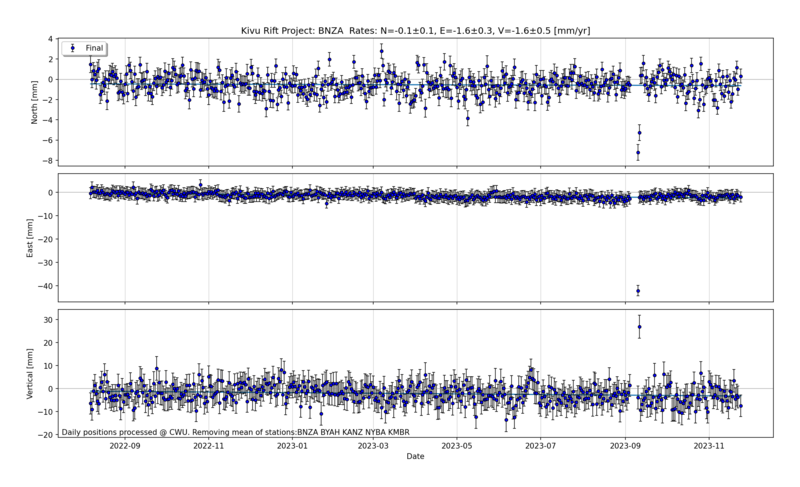 Kivu Rift Project: BNZA Rates: N=-0.1±0.1, E=-1.6±0.3, V=-1.6±0.5 [mm/yr]
Final
4
2
0
−2
−4
−6
−8
North [mm]
0
−10
−20
−30
−40
East [mm]
30
20
10
0
−10
−20
Vertical [mm]
Daily positions processed @ CWU. Removing mean of stations:BNZA BYAH KANZ NYBA KMBR
2022-09 2022-11 2023-01 2023-03 2023-05 2023-07 2023-09 2023-11
Date